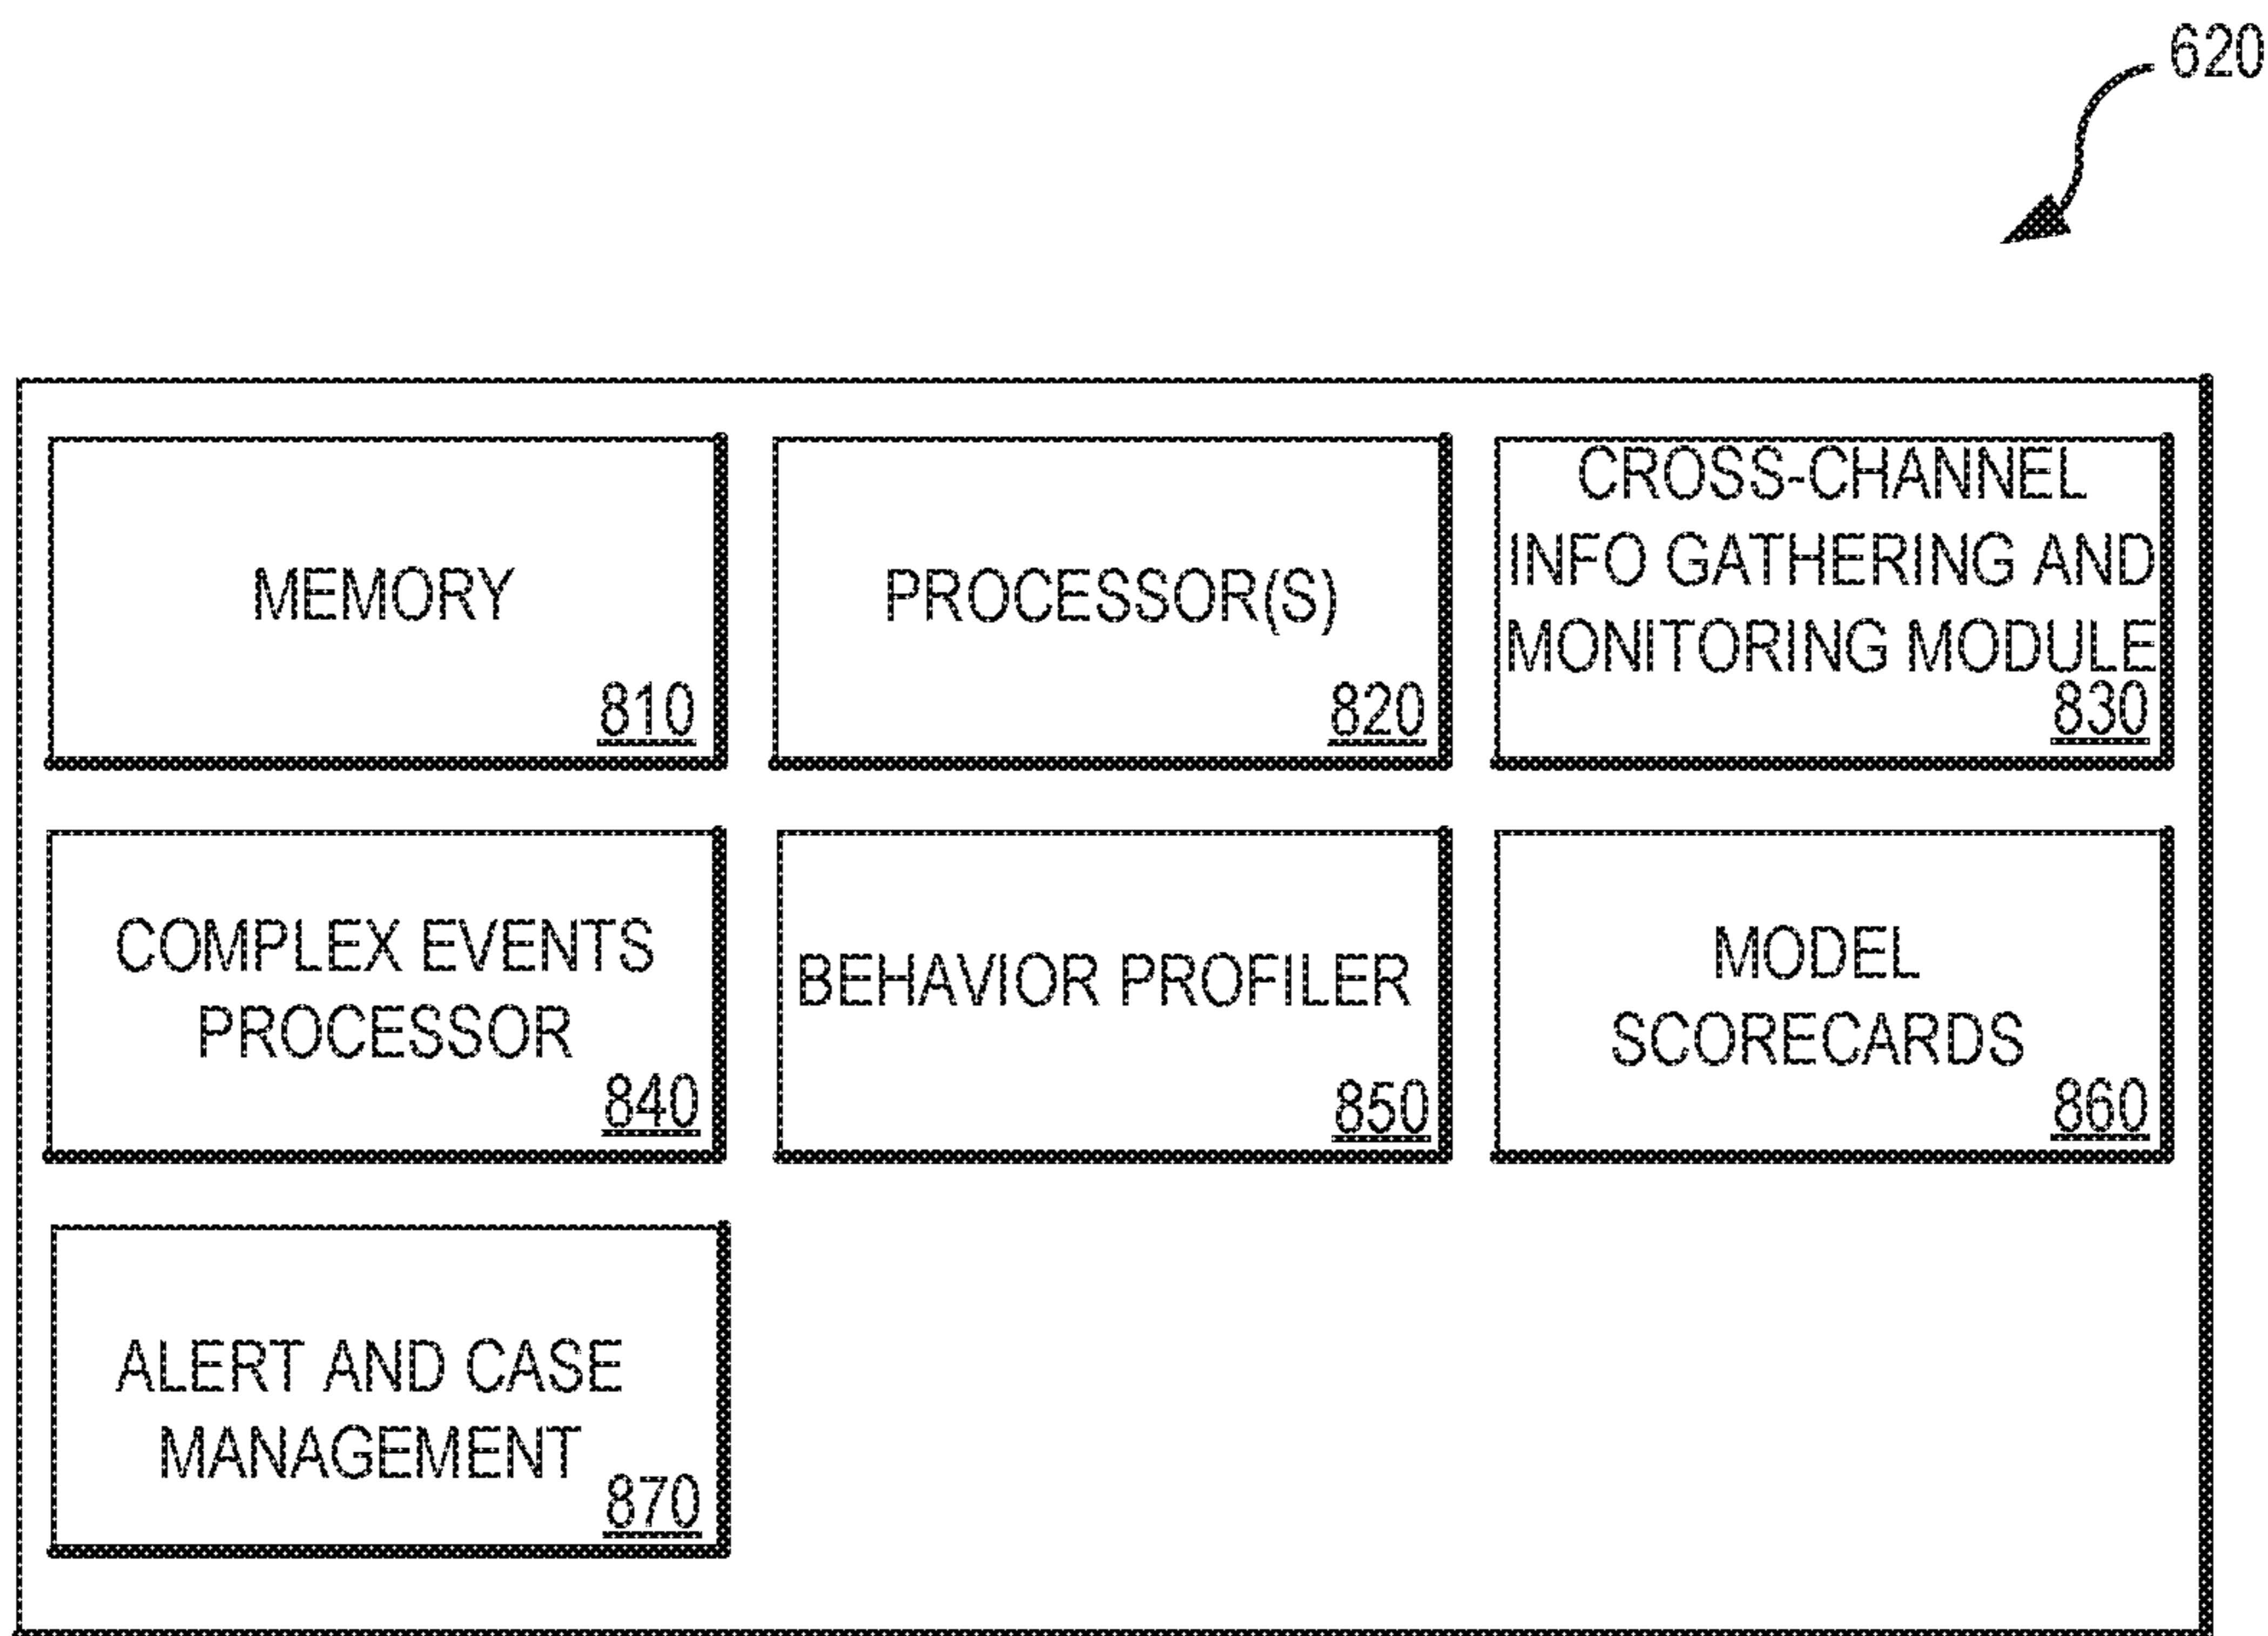 620
MEMORY
810
PROCESSOR(S)
820
CROSS-CHANNEL
INFO GATHERING AND
MONITORING MODULE
830
COMPLEX EVENTS
PROCESSOR
840
BEHAVIOR PROFILER
850
MODEL
SCORECARDS
860
ALERT AND CASE
MANAGEMENT
870